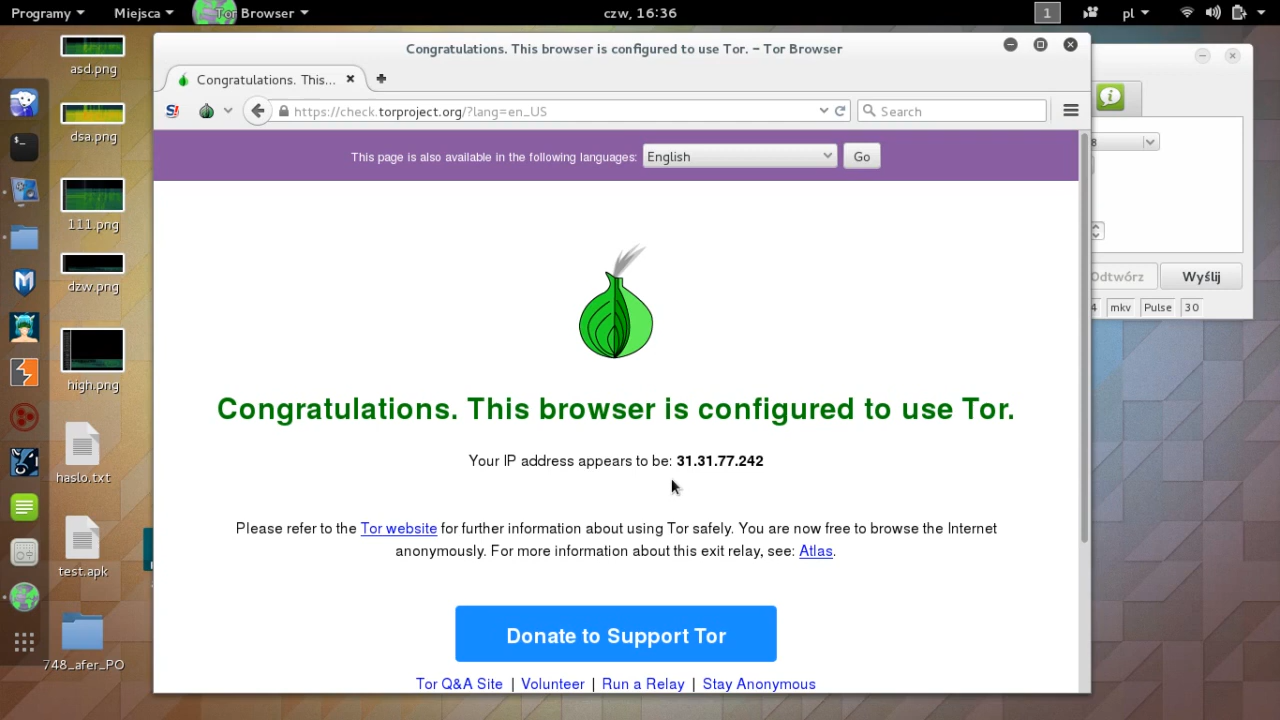 Programy
Miejsca
Tor Browser
czw, 16:36
1
pl
asd.png
dsa.png
111.png
dzw.png
high.png
haslo.txt
test.apk
748_afer_PO
Congratulations. This browser is configured to use Tor. – Tor Browser
Congratulations. This...
https://check.torproject.org/?lang=en_US
Search
This page is also available in the following languages:
English
Go
Congratulations. This browser is configured to use Tor.
Your IP address appears to be: 31.31.77.242
Please refer to the Tor website for further information about using Tor safely. You are now free to browse the Internet
anonymously. For more information about this exit relay, see: Atlas.
Donate to Support Tor
Tor Q&A Site | Volunteer | Run a Relay | Stay Anonymous
8
Odtwórz
Wyślij
4
mkv
Pulse
30